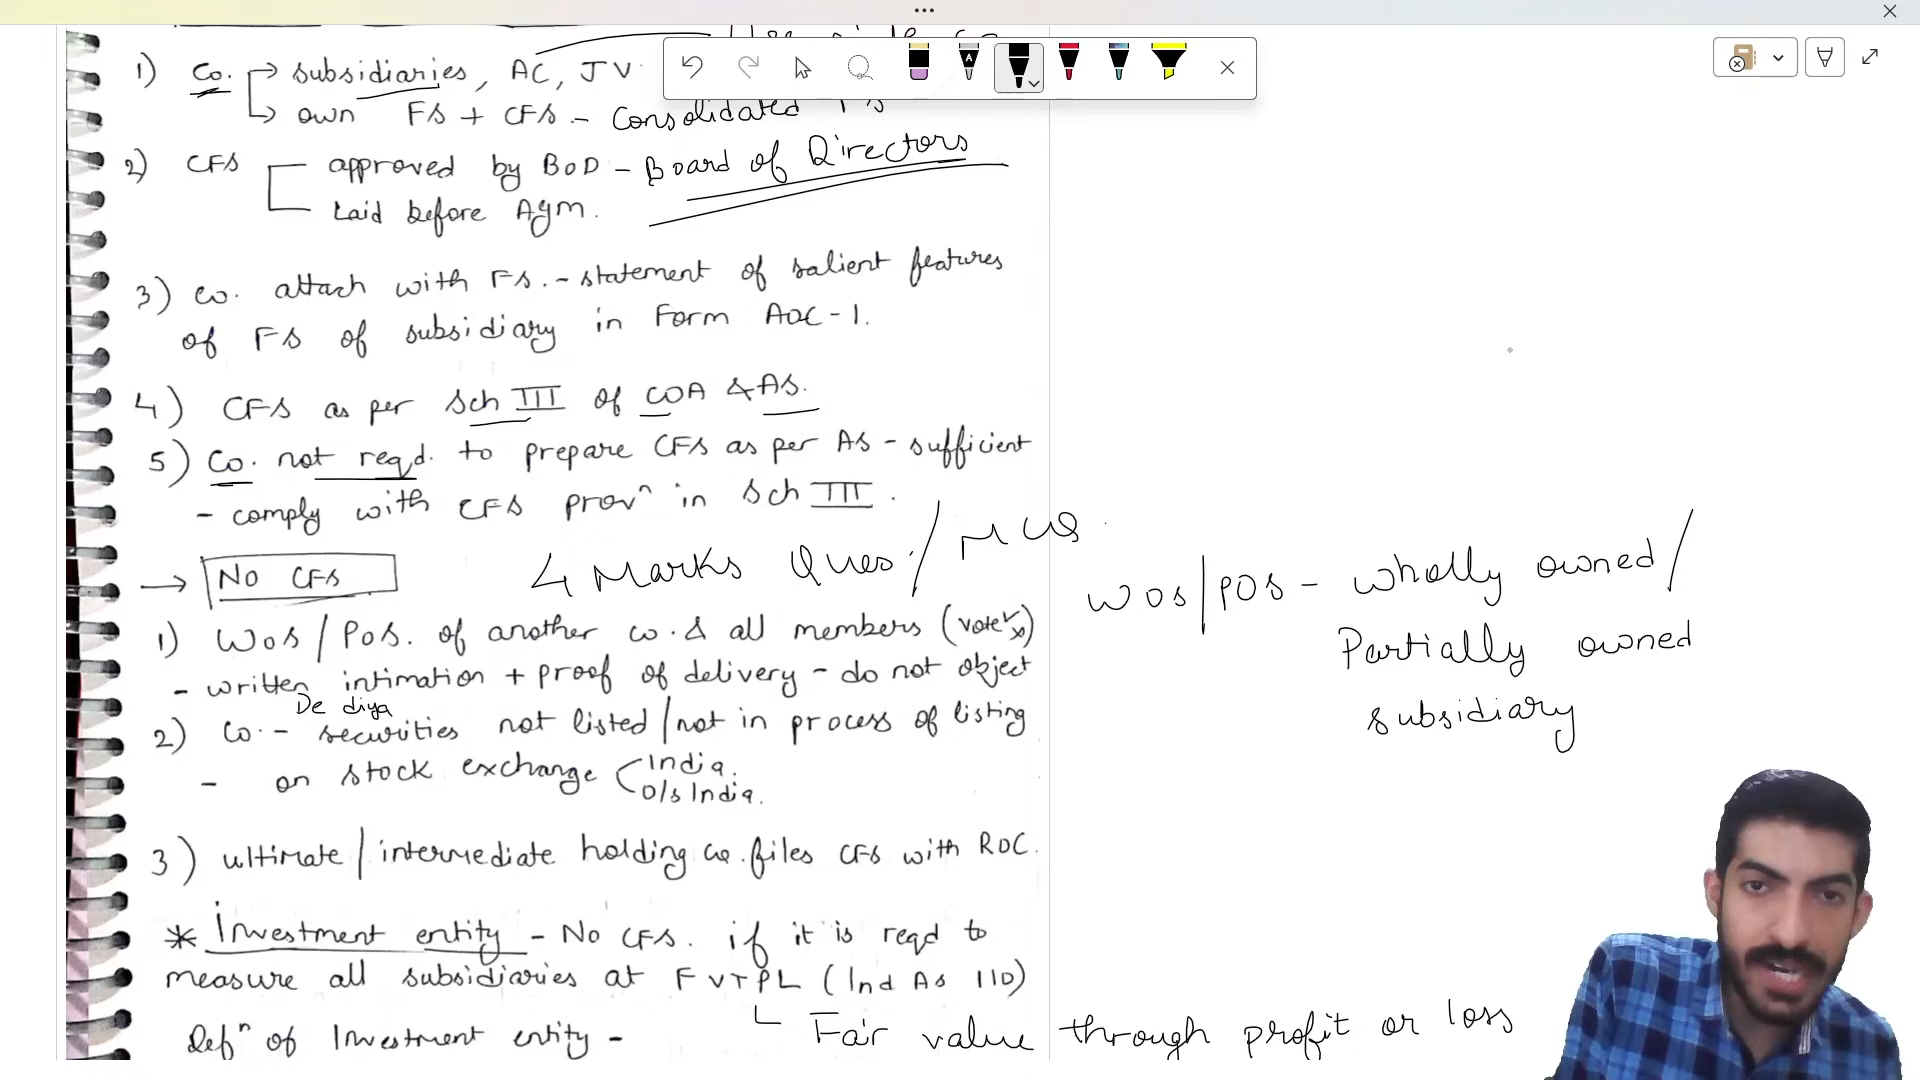 1) Co. → subsidiaries, AC, JV
↳ own FS + CFS - Consolidated FS
2) CFS approved by BOD - Board of Directors
Laid before Agm.
3) Co. attach with FS. - statement of salient features
of FS of subsidiary in Form AOC-1.
4) CFS as per Sch III of COA & AS.
5) Co. not reqd. to prepare CFS as per AS - sufficient
- comply with CFS provⁿ in Sch III.
→ No CFS 4 Marks Ques. / MCQ.
1) WOS/POS. of another co. & all members (vote ✓ x)
- written intimation + proof of delivery - do not object
De diya
2) Co. - securities not listed/not in process of listing
- on stock exchange < India.
O/s India.
3) ultimate/intermediate holding co. files CFS with ROC.
* Investment entity - No CFS. if it is reqd to
measure all subsidiaries at FVTPL (Ind AS 110)
Defⁿ of Investment entity -
Fair value through profit or loss
WOS/POS - wholly owned/
Partially owned
subsidiary